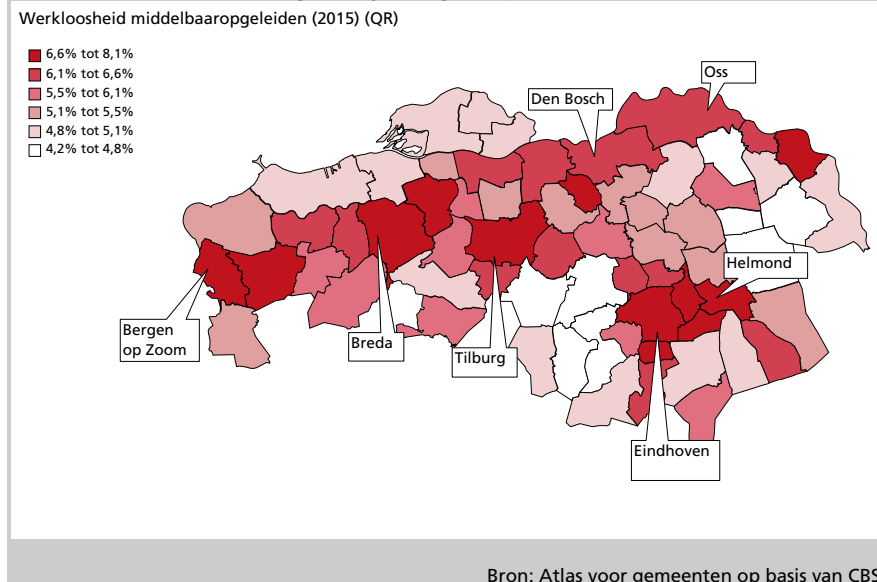 Werkloosheid middelbaaropgeleiden (2015) (QR)
6,6% tot 8,1%
6,1% tot 6,6%
5,5% tot 6,1%
5,1% tot 5,5%
4,8% tot 5,1%
4,2% tot 4,8%
Oss
Den Bosch
Helmond
Bergen
op Zoom
Breda
Tilburg
Eindhoven
Bron: Atlas voor gemeenten op basis van CBS